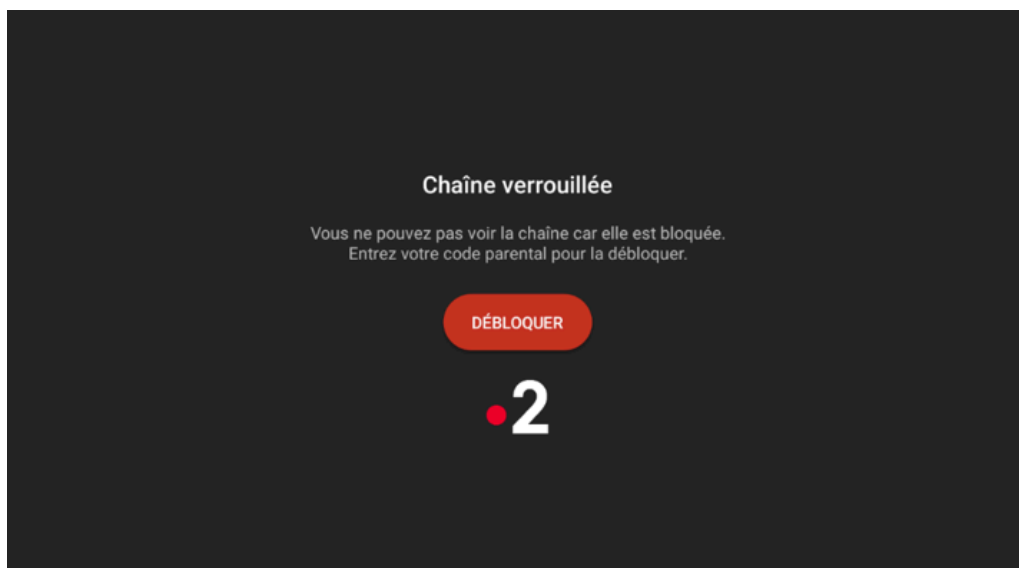 Chaîne verrouillée
Vous ne pouvez pas voir la chaîne car elle est bloquée.
Entrez votre code parental pour la débloquer.
DÉBLOQUER
2